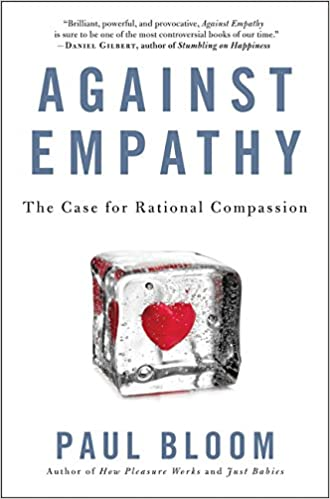 "Brilliant, powerful, and provocative, Against Empathy
is sure to be one of the most controversial books of our time."
—Daniel Gilbert, author of Stumbling on Happiness
AGAINST
EMPATHY
The Case for Rational Compassion
PAUL BLOOM
Author of How Pleasure Works and Just Babies